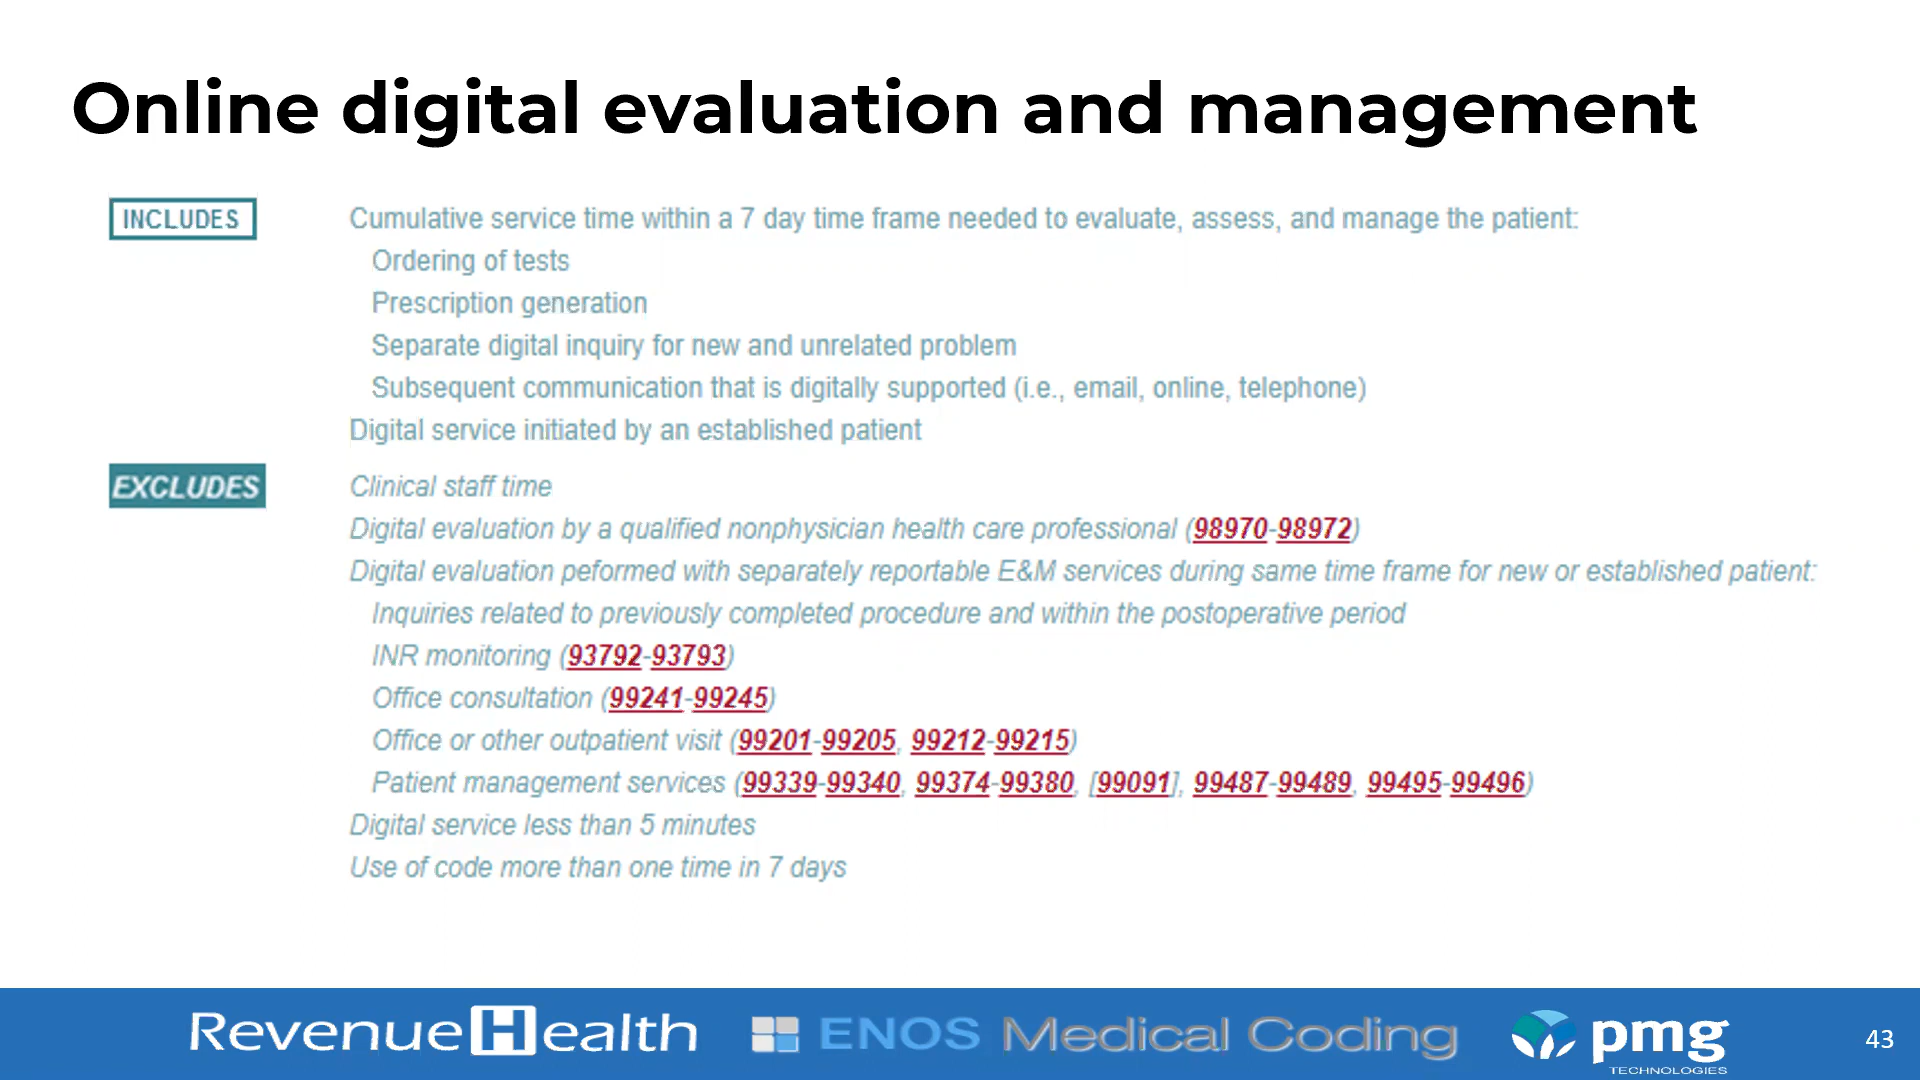 Online digital evaluation and management
INCLUDES
Cumulative service time within a 7 day time frame needed to evaluate, assess, and manage the patient:
Ordering of tests
Prescription generation
Separate digital inquiry for new and unrelated problem
Subsequent communication that is digitally supported (i.e., email, online, telephone)
Digital service initiated by an established patient
EXCLUDES
Clinical staff time
Digital evaluation by a qualified nonphysician health care professional (98970-98972)
Digital evaluation peformed with separately reportable E&M services during same time frame for new or established patient:
Inquiries related to previously completed procedure and within the postoperative period
INR monitoring (93792-93793)
Office consultation (99241-99245)
Office or other outpatient visit (99201-99205, 99212-99215)
Patient management services (99339-99340, 99374-99380, [99091], 99487-99489, 99495-99496)
Digital service less than 5 minutes
Use of code more than one time in 7 days
RevenueHealth
ENOS Medical Coding
pmg
TECHNOLOGIES
43